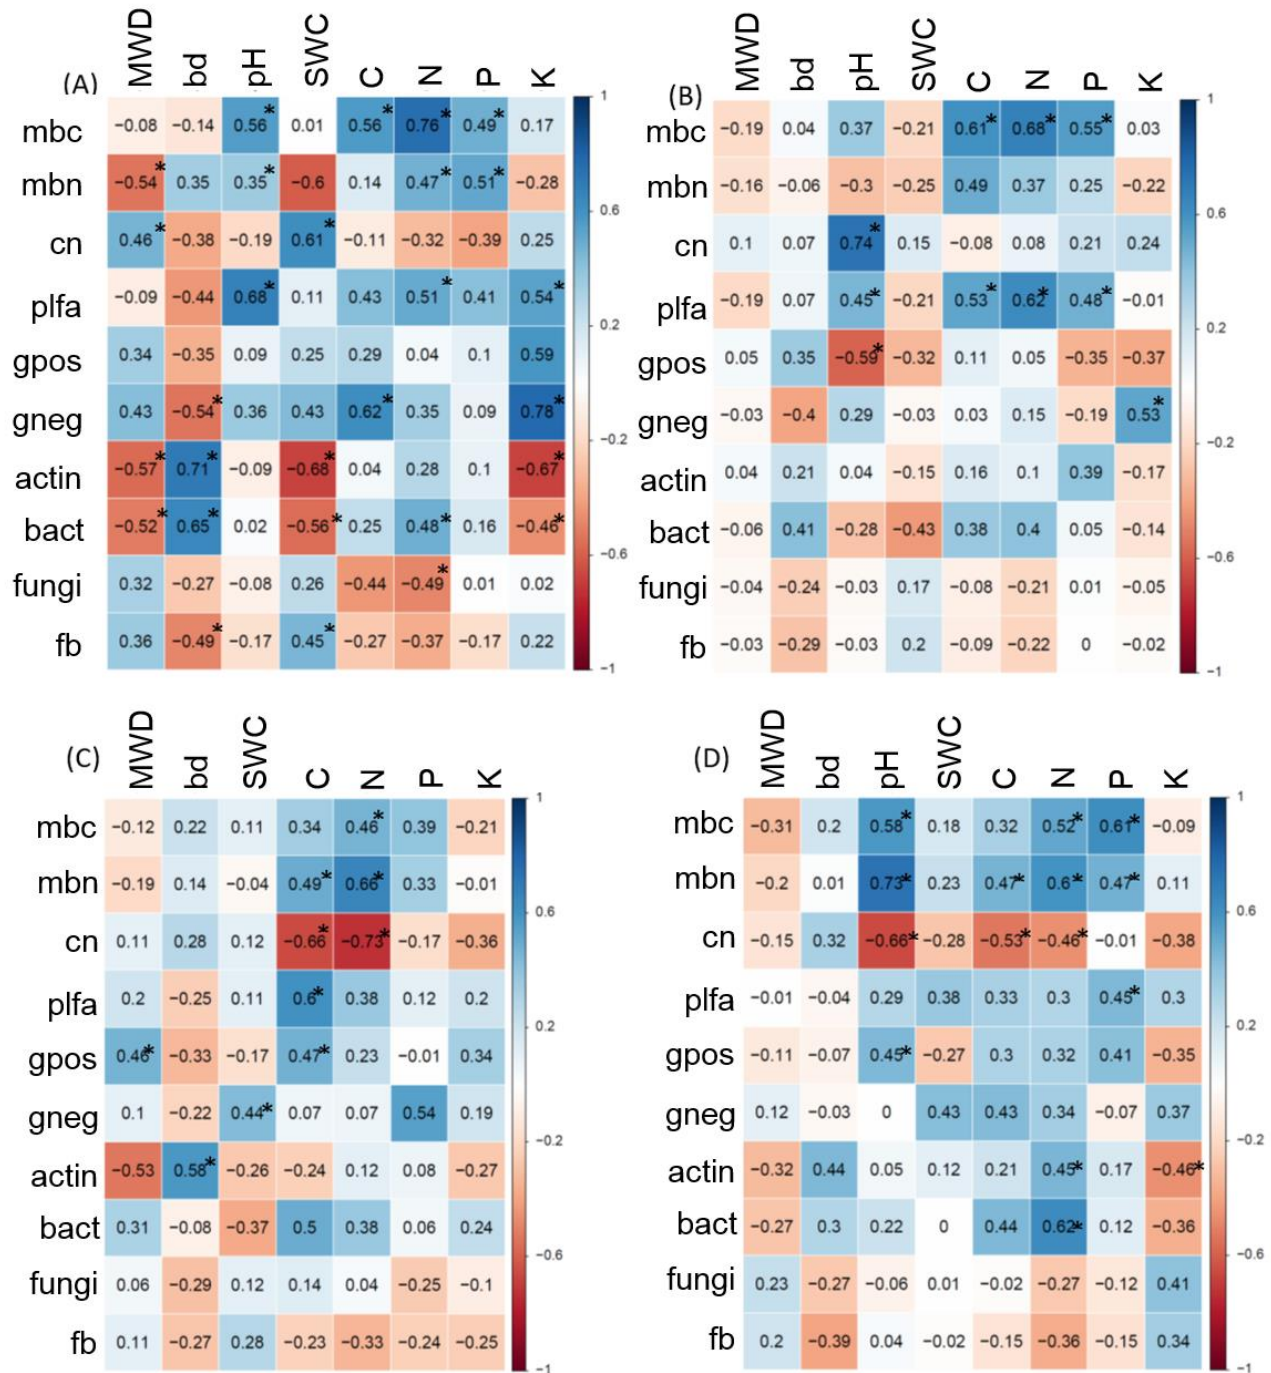 (A) MWD bd pH SWC C N P K
mbc −0.08 −0.14 0.56* 0.01 0.56* 0.76* 0.49* 0.17
mbn −0.54* 0.35 0.35* −0.6 0.14 0.47* 0.51* −0.28
cn 0.46* −0.38 −0.19 0.61* −0.11 −0.32 −0.39 0.25
plfa −0.09 −0.44 0.68* 0.11 0.43 0.51* 0.41 0.54*
gpos 0.34 −0.35 0.09 0.25 0.29 0.04 0.1 0.59
gneg 0.43 −0.54* 0.36 0.43 0.62* 0.35 0.09 0.78*
actin −0.57* 0.71* −0.09 −0.68* 0.04 0.28 0.1 −0.67*
bact −0.52* 0.65* 0.02 −0.56* 0.25 0.48* 0.16 −0.46*
fungi 0.32 −0.27 −0.08 0.26 −0.44 −0.49* 0.01 0.02
fb 0.36 −0.49* −0.17 0.45* −0.27 −0.37 −0.17 0.22
1
0.6
0.2
−0.2
−0.6
−1
(B) MWD bd pH SWC C N P K
mbc −0.19 0.04 0.37 −0.21 0.61* 0.68* 0.55* 0.03
mbn −0.16 −0.06 −0.3 −0.25 0.49 0.37 0.25 −0.22
cn 0.1 0.07 0.74* 0.15 −0.08 0.08 0.21 0.24
plfa −0.19 0.07 0.45* −0.21 0.53* 0.62* 0.48* −0.01
gpos 0.05 0.35 −0.59* −0.32 0.11 0.05 −0.35 −0.37
gneg −0.03 −0.4 0.29 −0.03 0.03 0.15 −0.19 0.53*
actin 0.04 0.21 0.04 −0.15 0.16 0.1 0.39 −0.17
bact −0.06 0.41 −0.28 −0.43 0.38 0.4 0.05 −0.14
fungi −0.04 −0.24 −0.03 0.17 −0.08 −0.21 0.01 −0.05
fb −0.03 −0.29 −0.03 0.2 −0.09 −0.22 0 −0.02
1
0.6
0.2
−0.2
−0.6
−1
(C) MWD bd SWC C N P K
mbc −0.12 0.22 0.11 0.34 0.46* 0.39 −0.21
mbn −0.19 0.14 −0.04 0.49* 0.66* 0.33 −0.01
cn 0.11 0.28 0.12 −0.66* −0.73* −0.17 −0.36
plfa 0.2 −0.25 0.11 0.6* 0.38 0.12 0.2
gpos 0.46* −0.33 −0.17 0.47* 0.23 −0.01 0.34
gneg 0.1 −0.22 0.44* 0.07 0.07 0.54 0.19
actin −0.53 0.58* −0.26 −0.24 0.12 0.08 −0.27
bact 0.31 −0.08 −0.37 0.5 0.38 0.06 0.24
fungi 0.06 −0.29 0.12 0.14 0.04 −0.25 −0.1
fb 0.11 −0.27 0.28 −0.23 −0.33 −0.24 −0.25
1
0.6
0.2
−0.2
−0.6
−1
(D) MWD bd pH SWC C N P K
mbc −0.31 0.2 0.58* 0.18 0.32 0.52* 0.61* −0.09
mbn −0.2 0.01 0.73* 0.23 0.47* 0.6* 0.47* 0.11
cn −0.15 0.32 −0.66* −0.28 −0.53* −0.46* −0.01 −0.38
plfa −0.01 −0.04 0.29 0.38 0.33 0.3 0.45* 0.3
gpos −0.11 −0.07 0.45* −0.27 0.3 0.32 0.41 −0.35
gneg 0.12 −0.03 0 0.43 0.43 0.34 −0.07 0.37
actin −0.32 0.44 0.05 0.12 0.21 0.45* 0.17 −0.46*
bact −0.27 0.3 0.22 0 0.44 0.62* 0.12 −0.36
fungi 0.23 −0.27 −0.06 0.01 −0.02 −0.27 −0.12 0.41
fb 0.2 −0.39 0.04 −0.02 −0.15 −0.36 −0.15 0.34
1
0.6
0.2
−0.2
−0.6
−1